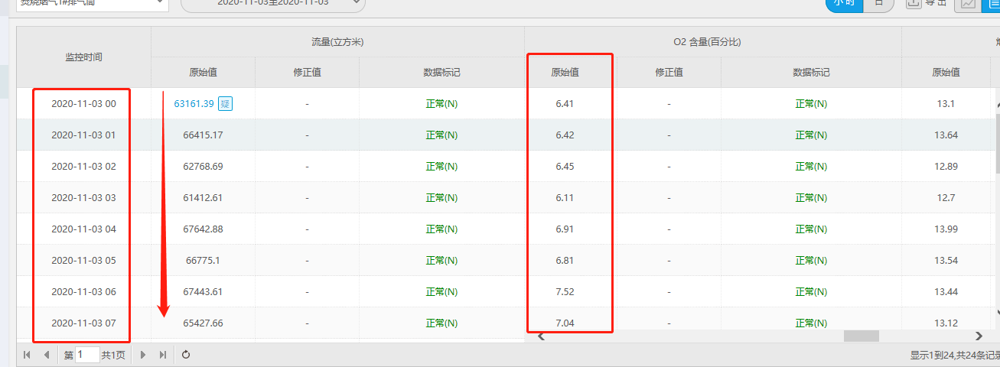 焚烧烟气1#排气筒 2020-11-03至2020-11-03 小时 日 导出
监控时间 流量(立方米) O2 含量(百分比)
原始值 修正值 数据标记 原始值 修正值 数据标记 原始值
2020-11-03 00 63161.39 疑 - 正常(N) 6.41 - 正常(N) 13.1
2020-11-03 01 66415.17 - 正常(N) 6.42 - 正常(N) 13.64
2020-11-03 02 62768.69 - 正常(N) 6.45 - 正常(N) 12.89
2020-11-03 03 61412.61 - 正常(N) 6.11 - 正常(N) 12.7
2020-11-03 04 67642.88 - 正常(N) 6.91 - 正常(N) 13.99
2020-11-03 05 66775.1 - 正常(N) 6.81 - 正常(N) 13.54
2020-11-03 06 67443.61 - 正常(N) 7.52 - 正常(N) 13.44
2020-11-03 07 65427.66 - 正常(N) 7.04 - 正常(N) 13.12
第 1 共1页 显示1到24,共24条记录